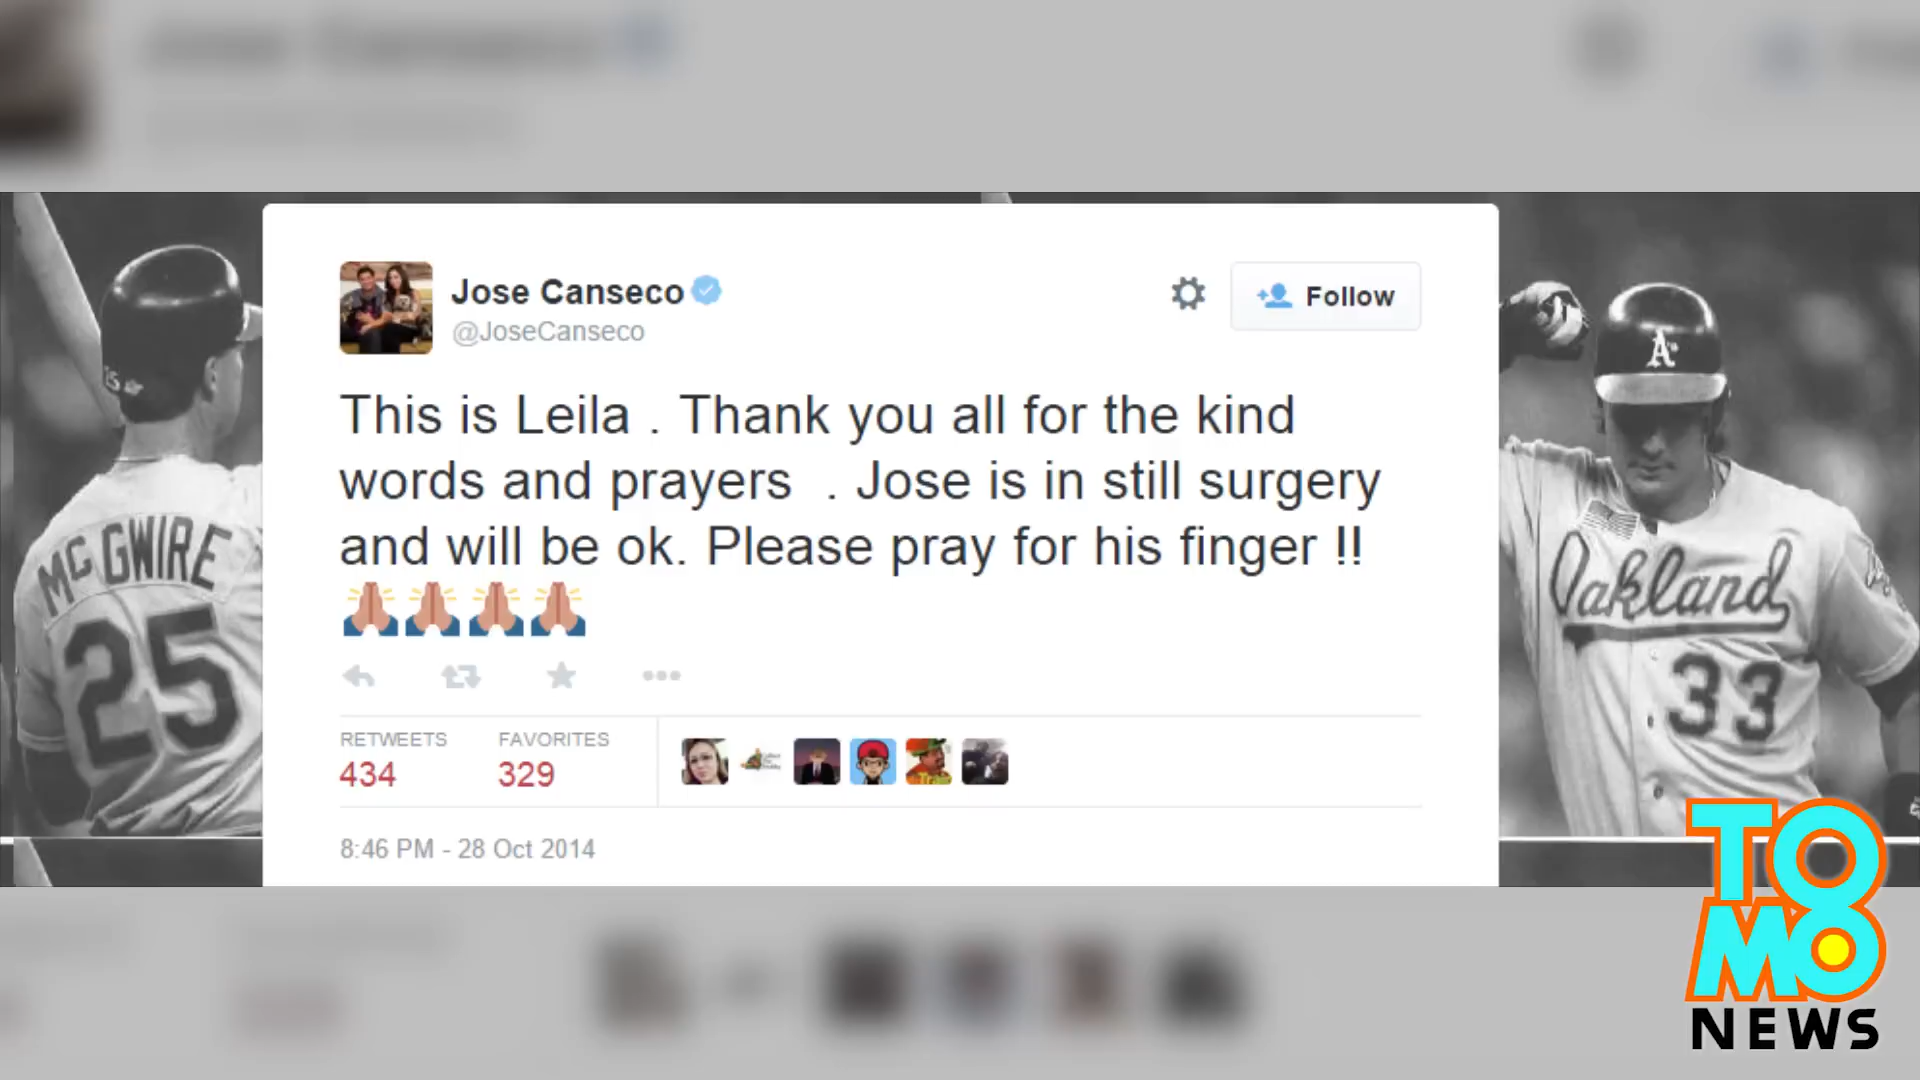 Jose Canseco
@JoseCanseco
Follow
This is Leila . Thank you all for the kind
words and prayers  . Jose is in still surgery
and will be ok. Please pray for his finger !!
RETWEETS
434
FAVORITES
329
8:46 PM - 28 Oct 2014
MCGWIRE
25
A's
Oakland
33
TOMO
NEWS